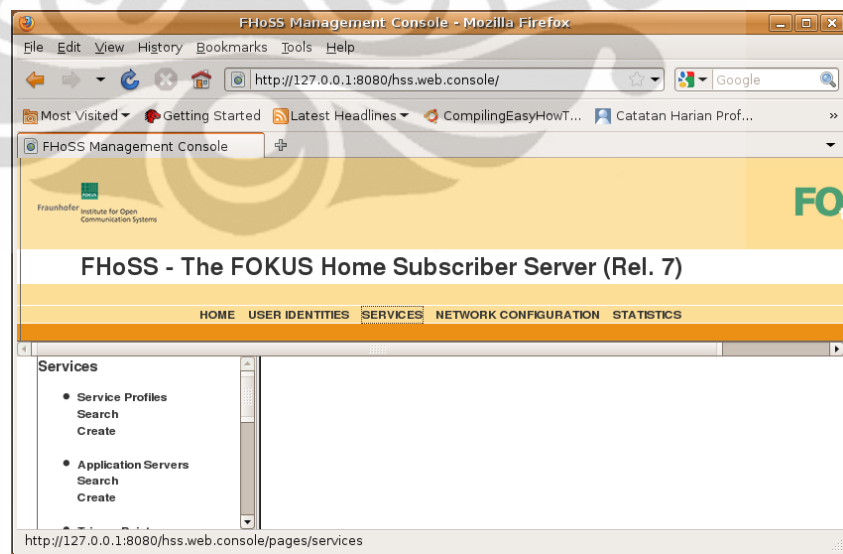 FHoSS Management Console - Mozilla Firefox
File Edit View History Bookmarks Tools Help
http://127.0.0.1:8080/hss.web.console/ Google
Most Visited Getting Started Latest Headlines CompilingEasyHowT... Catatan Harian Prof... »
FHoSS Management Console
Fraunhofer Institute for Open
Communication Systems
FOKUS
FO
FHoSS - The FOKUS Home Subscriber Server (Rel. 7)
HOME USER IDENTITIES SERVICES NETWORK CONFIGURATION STATISTICS
Services
Service Profiles
Search
Create
Application Servers
Search
Create
http://127.0.0.1:8080/hss.web.console/pages/services